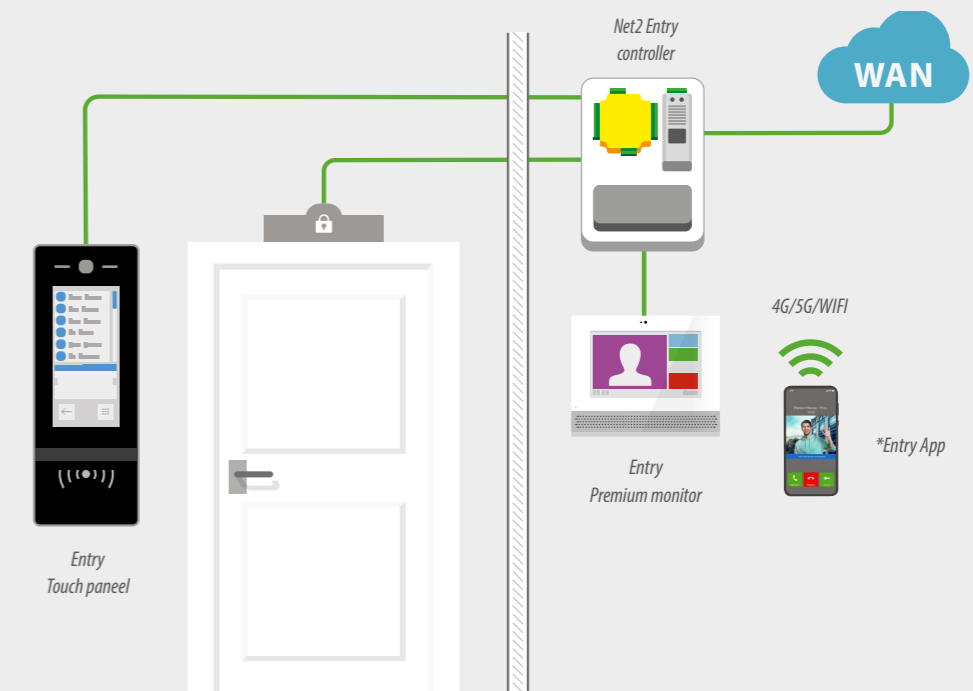 Net2 Entry
controller
WAN
4G/5G/WIFI
*Entry App
Entry
Premium monitor
Entry
Touch paneel